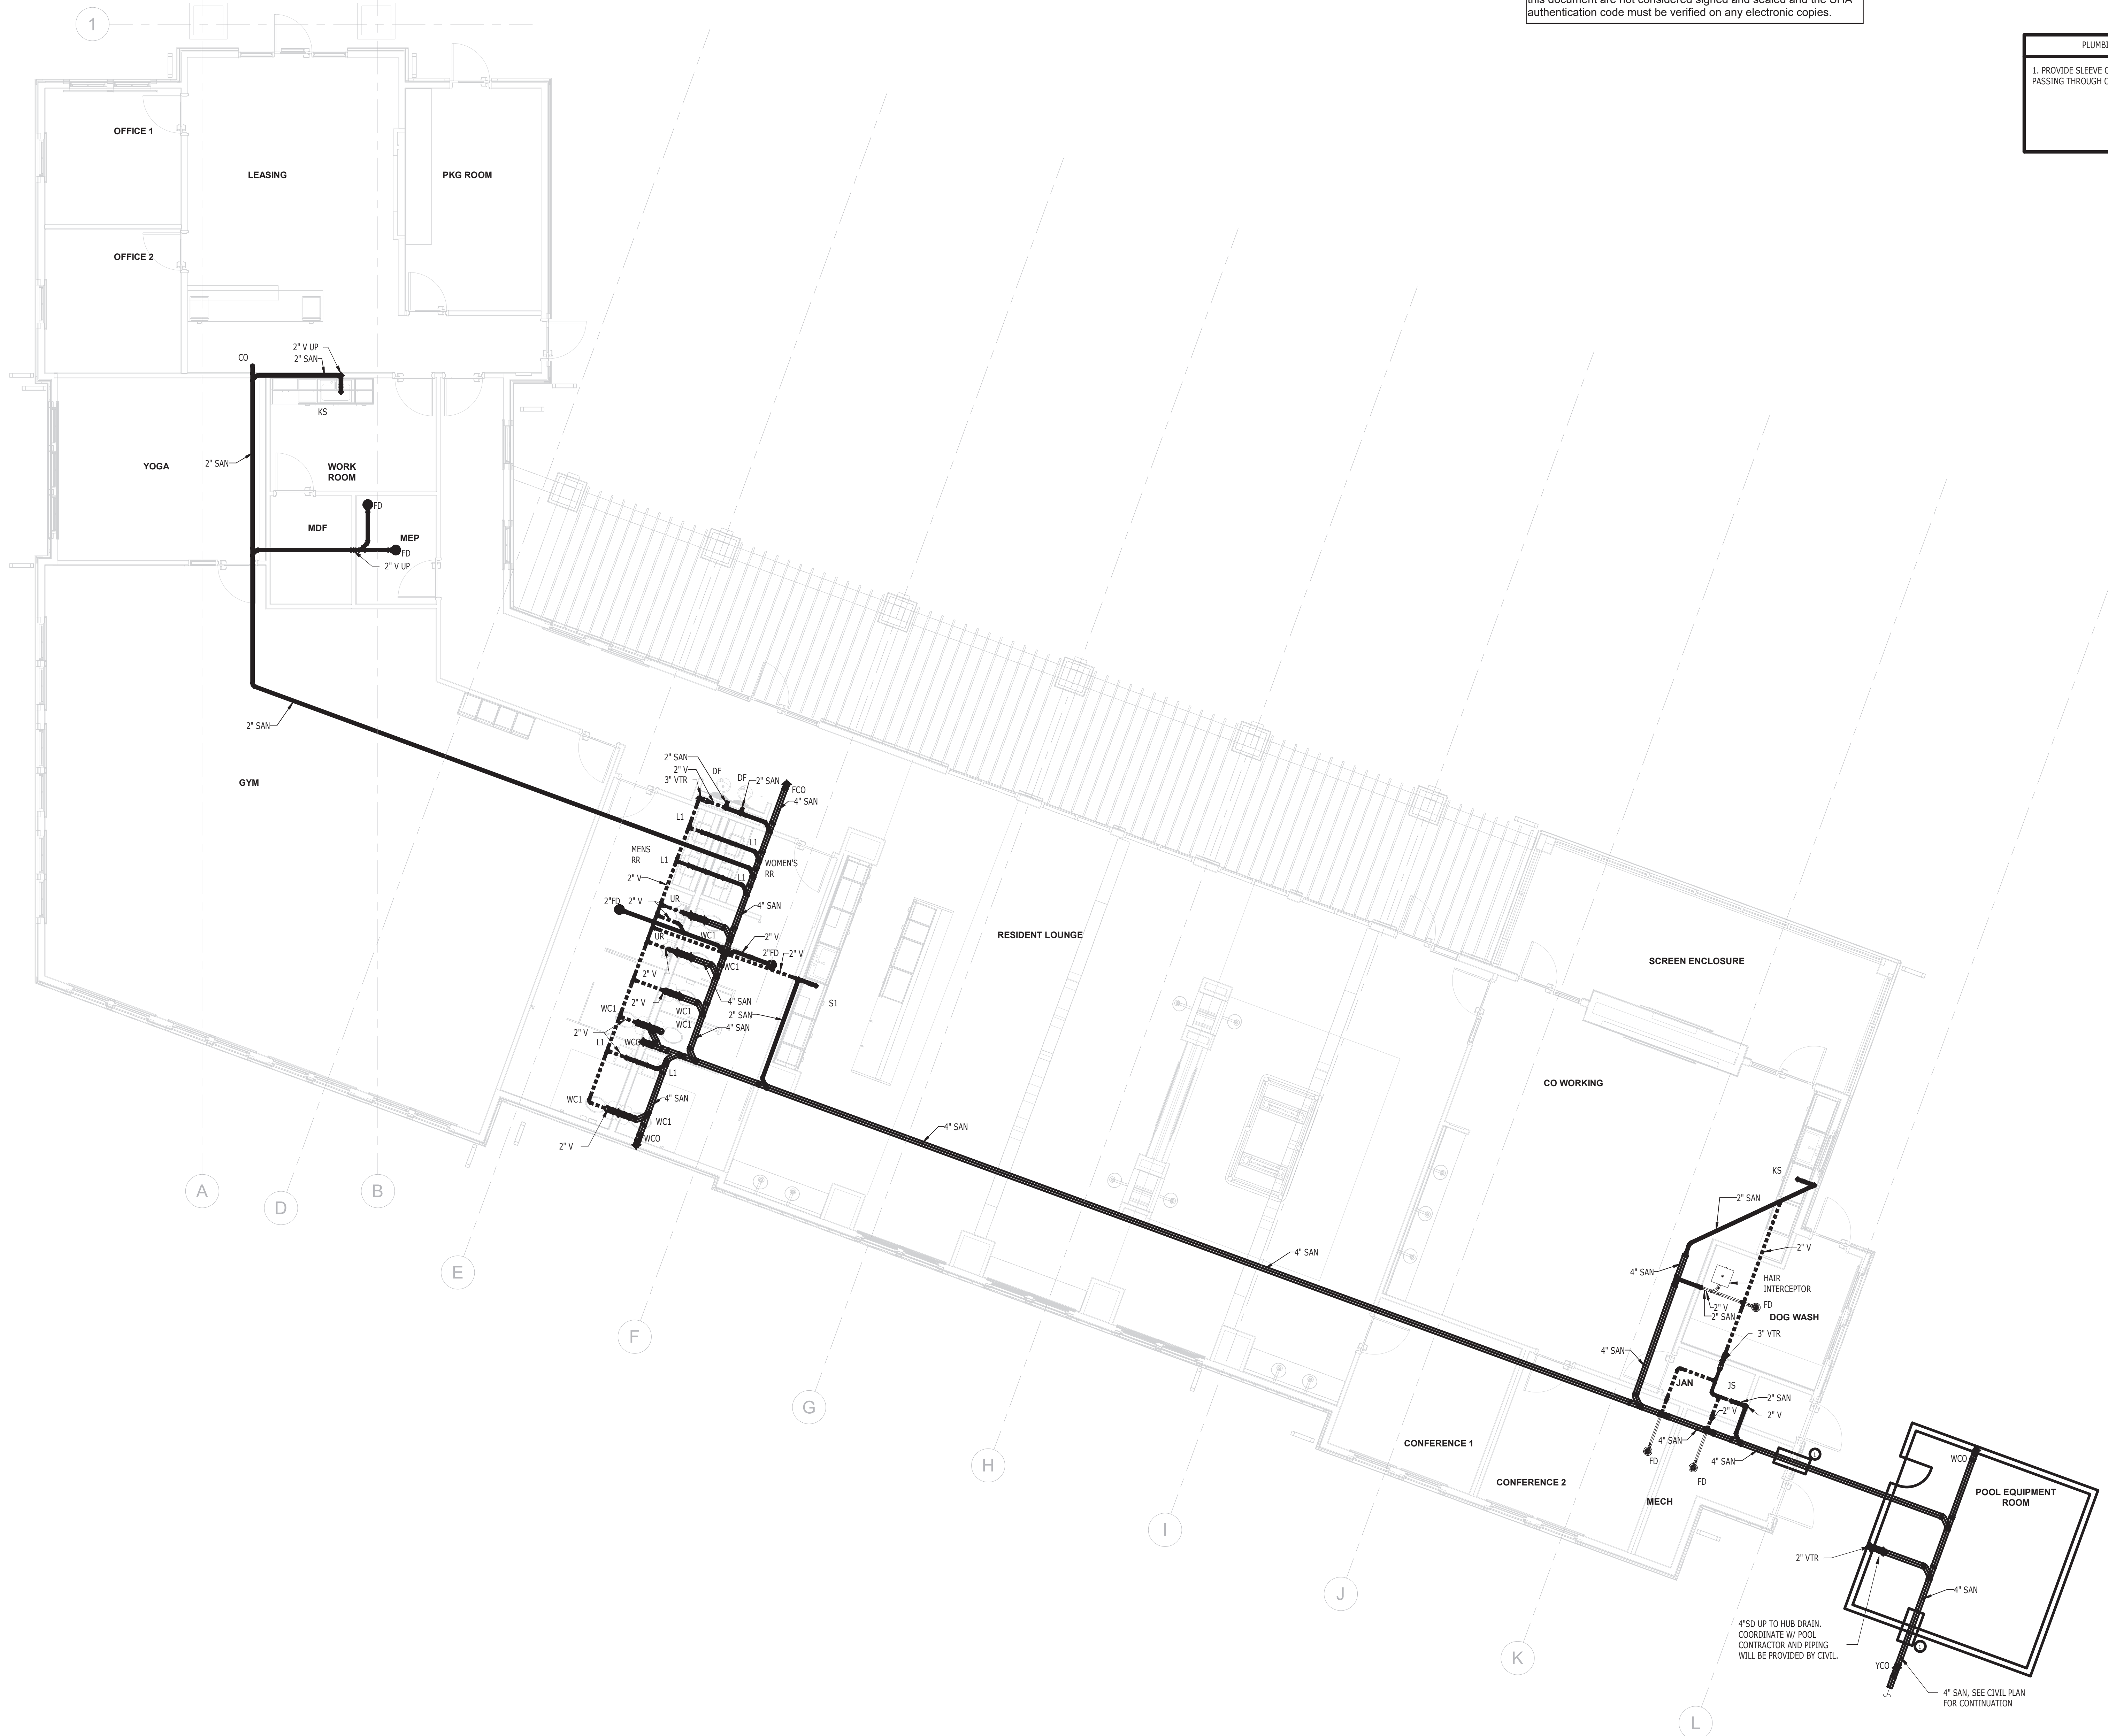 this document are not considered signed and sealed and the SHA
authentication code must be verified on any electronic copies.
1
PLUMBI
1. PROVIDE SLEEVE
PASSING THROUGH
OFFICE 1
LEASING
PKG ROOM
OFFICE 2
CO
2" V UP
2" SAN
KS
YOGA
2" SAN
WORK
ROOM
FD
MDF
MEP
FD
2" V UP
2" SAN
GYM
2" SAN
2" V
3" VTR
DF
DF
2" SAN
FCO
4" SAN
L1
L1
MENS
RR
L1
WOMEN'S
RR
L1
2" V
2"FD
2" V
UR
4" SAN
WC1
UR
2" V
2"FD
2" V
WC1
2" V
4" SAN
S1
2" V
WC1
WC1
WC1
2" SAN
4" SAN
2" V
L1
WCO
L1
WC1
4" SAN
WC1
2" V
WCO
RESIDENT LOUNGE
SCREEN ENCLOSURE
CO WORKING
4" SAN
4" SAN
KS
2" SAN
2" V
4" SAN
HAIR
INTERCEPTOR
2" V
2" SAN
FD
DOG WASH
3" VTR
4" SAN
JAN
JS
2" SAN
2" V
2" V
4" SAN
4" SAN
FD
FD
1
CONFERENCE 1
CONFERENCE 2
MECH
WCO
POOL EQUIPMENT
ROOM
2" VTR
4" SAN
4"SD UP TO HUB DRAIN.
COORDINATE W/ POOL
CONTRACTOR AND PIPING
WILL BE PROVIDED BY CIVIL.
1
YCO
4" SAN, SEE CIVIL PLAN
FOR CONTINUATION
A
D
B
E
F
G
H
I
J
K
L